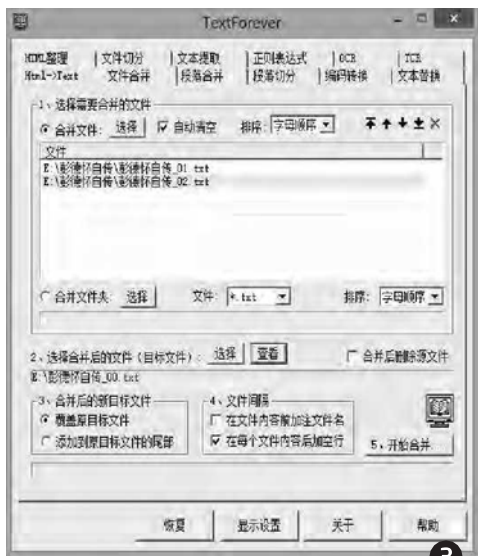 TextForever
HTML整理 文件切分 文本提取 正则表达式 OCR TCR
Html->Text 文件合并 段落合并 段落切分 编码转换 文本替换
1、选择需要合并的文件
合并文件: 选择 自动清空 排序: 字母顺序
文件
E:\彭德怀自传\彭德怀自传_01.txt
E:\彭德怀自传\彭德怀自传_02.txt
合并文件夹: 选择 文件: *.txt 排序: 字母顺序
2、选择合并后的文件(目标文件): 选择 查看 合并后删除源文件
E:\彭德怀自传_00.txt
3、合并后的新目标文件 4、文件间隔
覆盖原目标文件 在文件内容前加注文件名
添加到原目标文件的尾部 在每个文件内容后加空行 5、开始合并
恢复 显示设置 关于 帮助
3